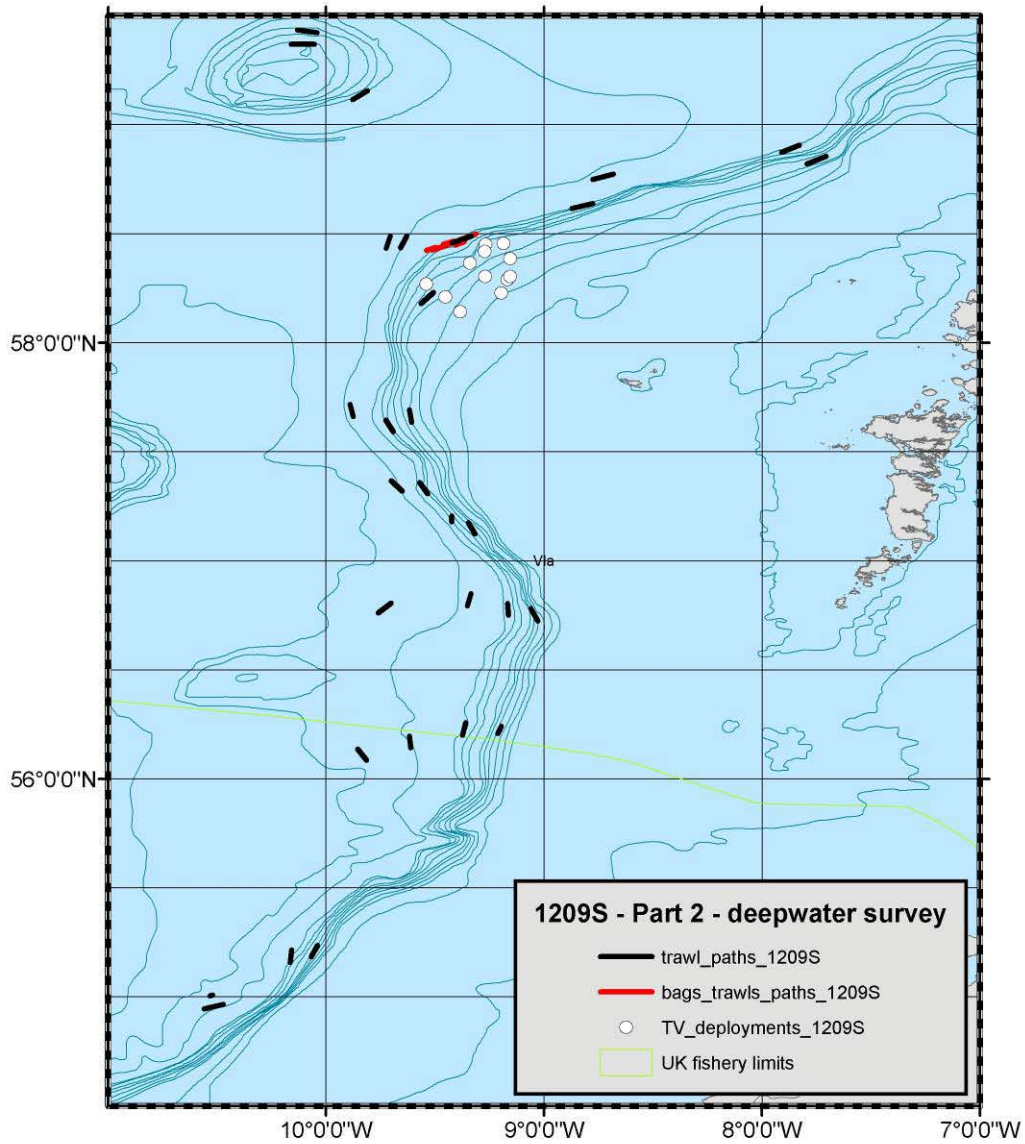 58°0'0"N
VIa
56°0'0"N
1209S - Part 2 - deepwater survey
trawl_paths_1209S
bags_trawls_paths_1209S
TV_deployments_1209S
UK fishery limits
10°0'0"W
9°0'0"W
8°0'0"W
7°0'0"W